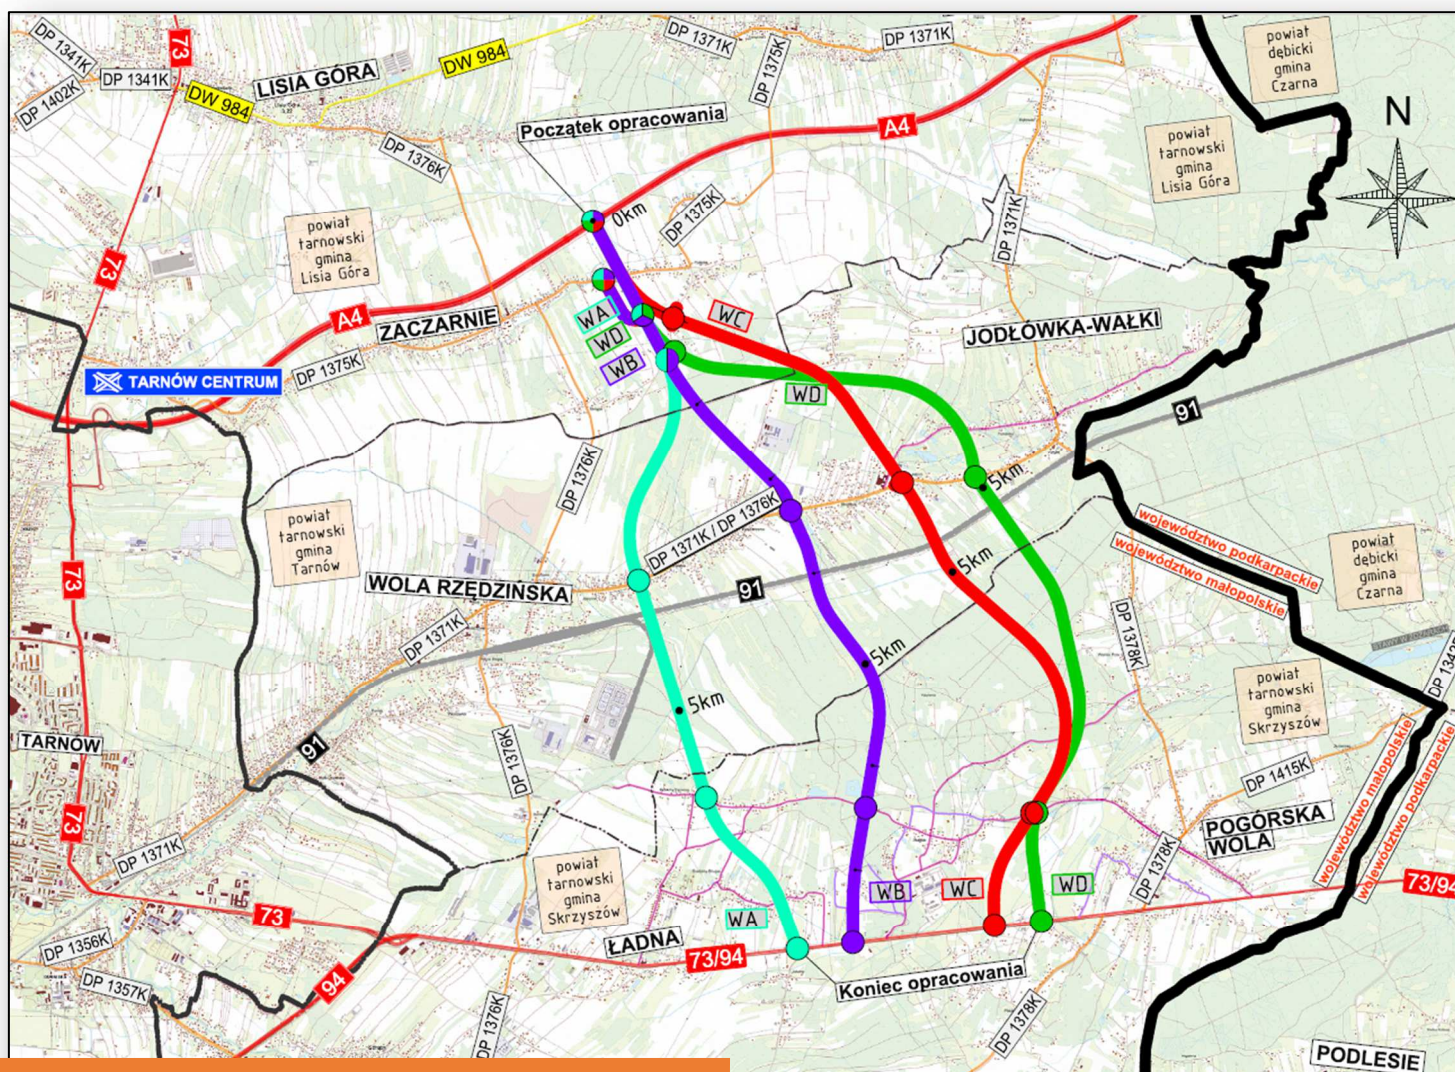 DP 1341K
73
DP 1341K
DP 1402K
DW 984
LISIA GÓRA
DW 984
DP 1371K
DP 1375K
DP 1371K
powiat
dębicki
gmina
Czarna
Początek opracowania
A4
N
DP 1376K
powiat
tarnowski
gmina
Lisia Góra
0km
DP 1375K
DP 1371K
powiat
tarnowski
gmina
Lisia Góra
73
A4
ZACZARNIE
WA
WD
WB
WC
JODŁÓWKA-WAŁKI
TARNÓW CENTRUM
DP 1375K
WD
91
DP 1376K
5km
powiat
tarnowski
gmina
Tarnów
DP 1371K / DP 1376K
województwo podkarpackie
województwo małopolskie
powiat
dębicki
gmina
Czarna
73
WOLA RZĘDZIŃSKA
91
5km
DP 1371K
DP 1378K
5km
5km
powiat
tarnowski
gmina
Skrzyszów
TARNÓW
91
DP 1376K
DP 1415K
województwo małopolskie
województwo podkarpackie
73
DP 1371K
POGÓRSKA
WOLA
DP 1378K
powiat
tarnowski
gmina
Skrzyszów
WB
WC
WD
73/94
73
WA
ŁADNA
DP 1356K
73/94
DP 1357K
94
Koniec opracowania
DP 1376K
DP 1378K
PODLESIE